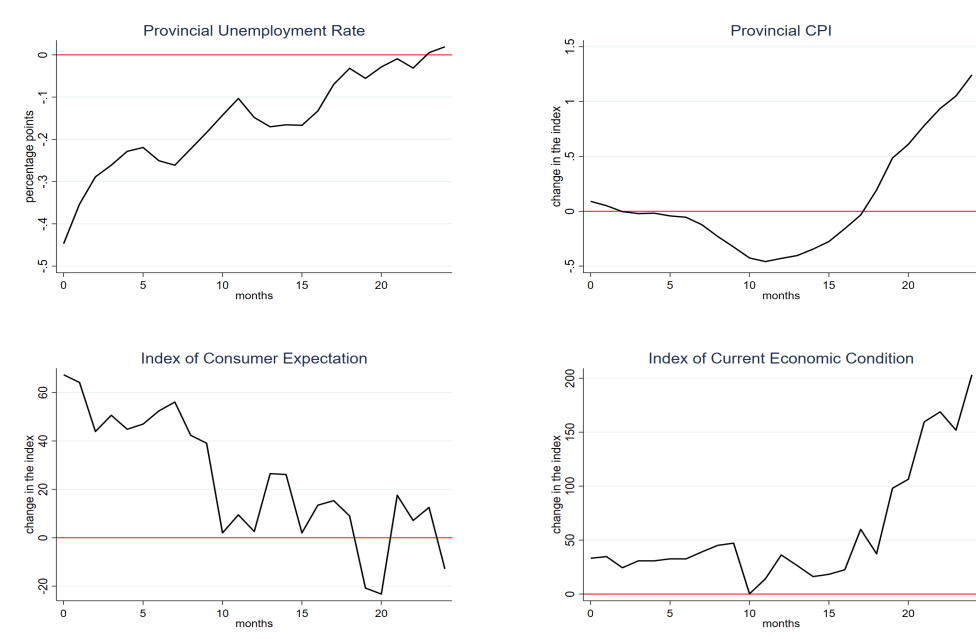 Provincial Unemployment Rate
percentage points
0
-.1
-.2
-.3
-.4
-.5
0 5 10 15 20
months
Provincial CPI
change in the index
1.5
1
.5
0
-.5
0 5 10 15 20
months
Index of Consumer Expectation
change in the index
60
40
20
0
-20
0 5 10 15 20
months
Index of Current Economic Condition
change in the index
200
150
100
50
0
0 5 10 15 20
months